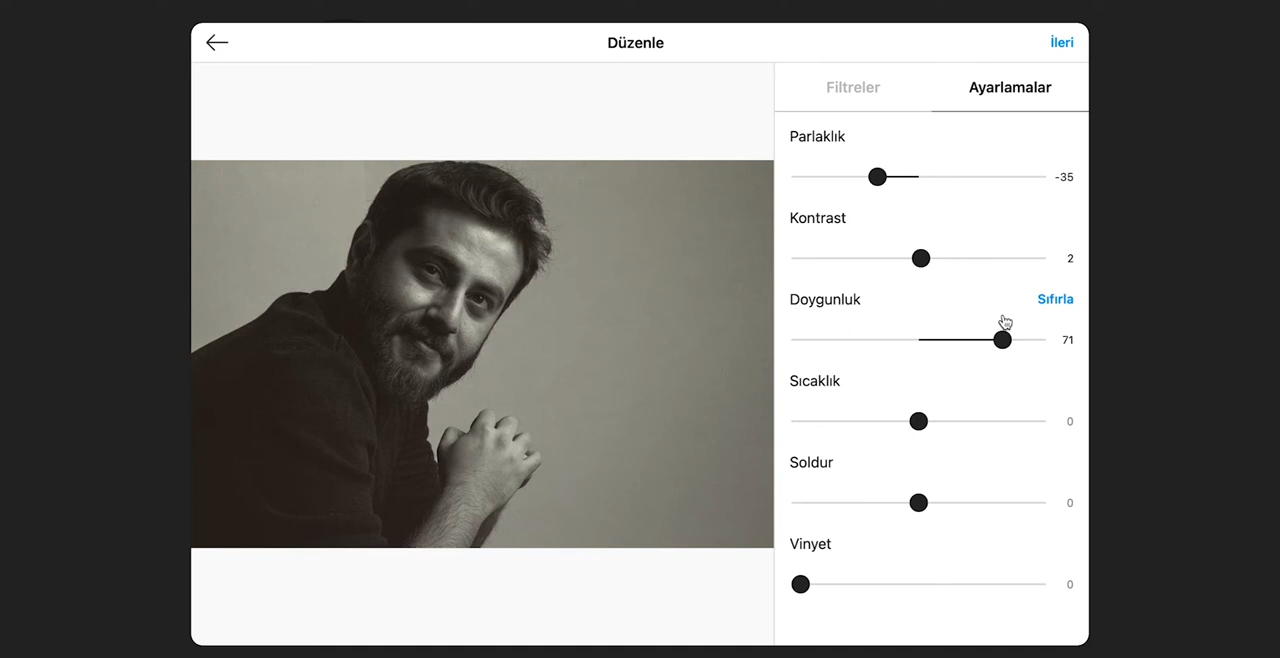 Düzenle
İleri
Filtreler
Ayarlamalar
Parlaklık
-35
Kontrast
2
Doygunluk
Sıfırla
71
Sıcaklık
0
Soldur
0
Vinyet
0